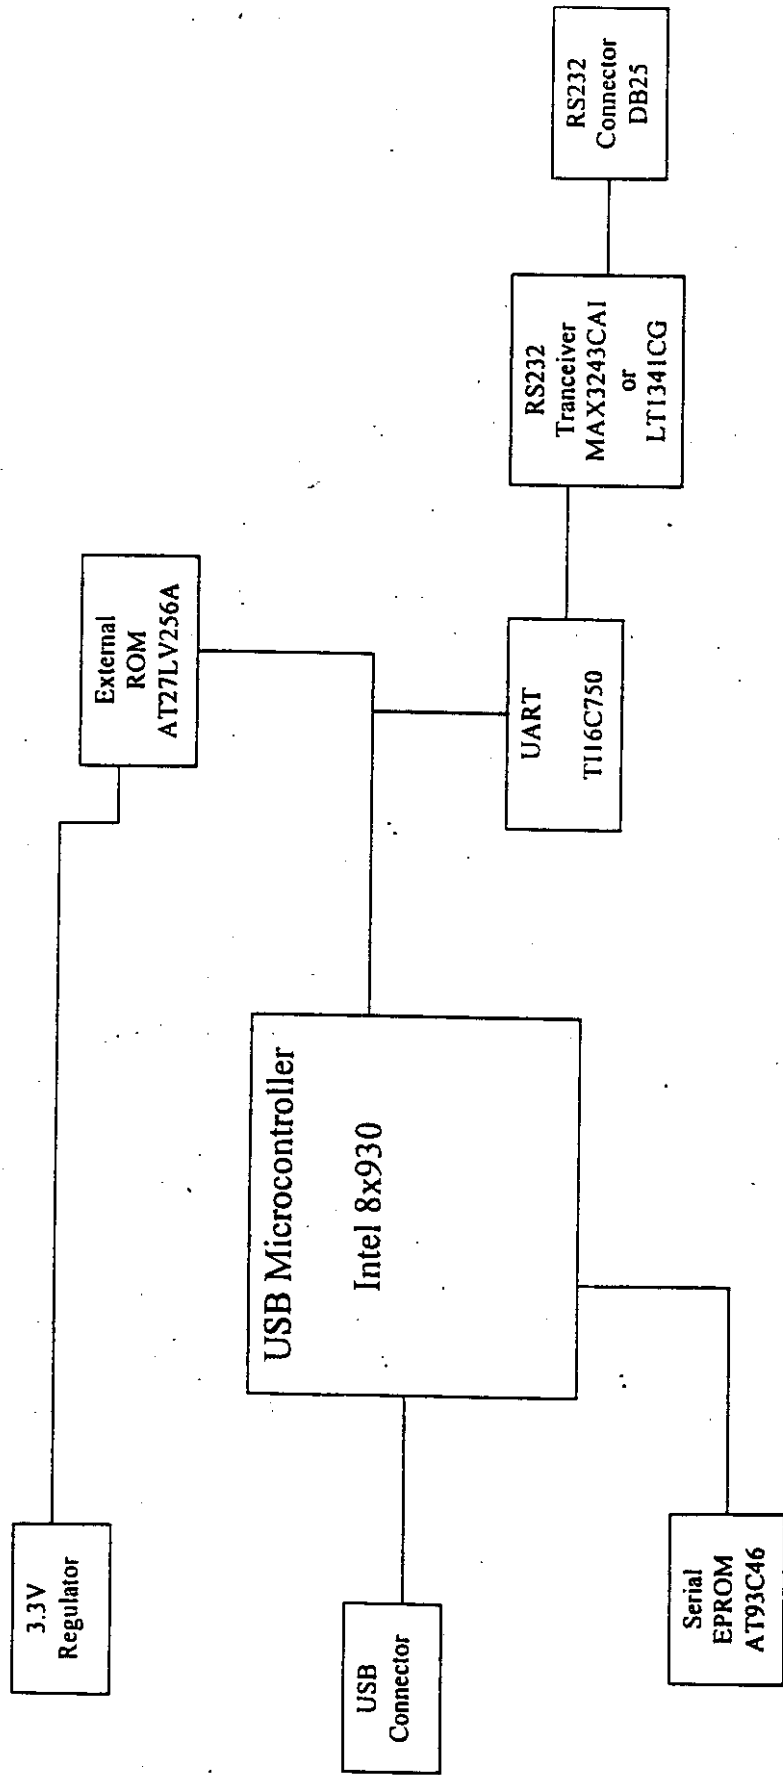 3.3V
Regulator
External
ROM
AT27LV256A
USB
Connector
USB Microcontroller
Intel 8x930
Serial
EPROM
AT93C46
UART
TI16C750
RS232
Tranceiver
MAX3243CAI
or
LT1341CG
RS232
Connector
DB25